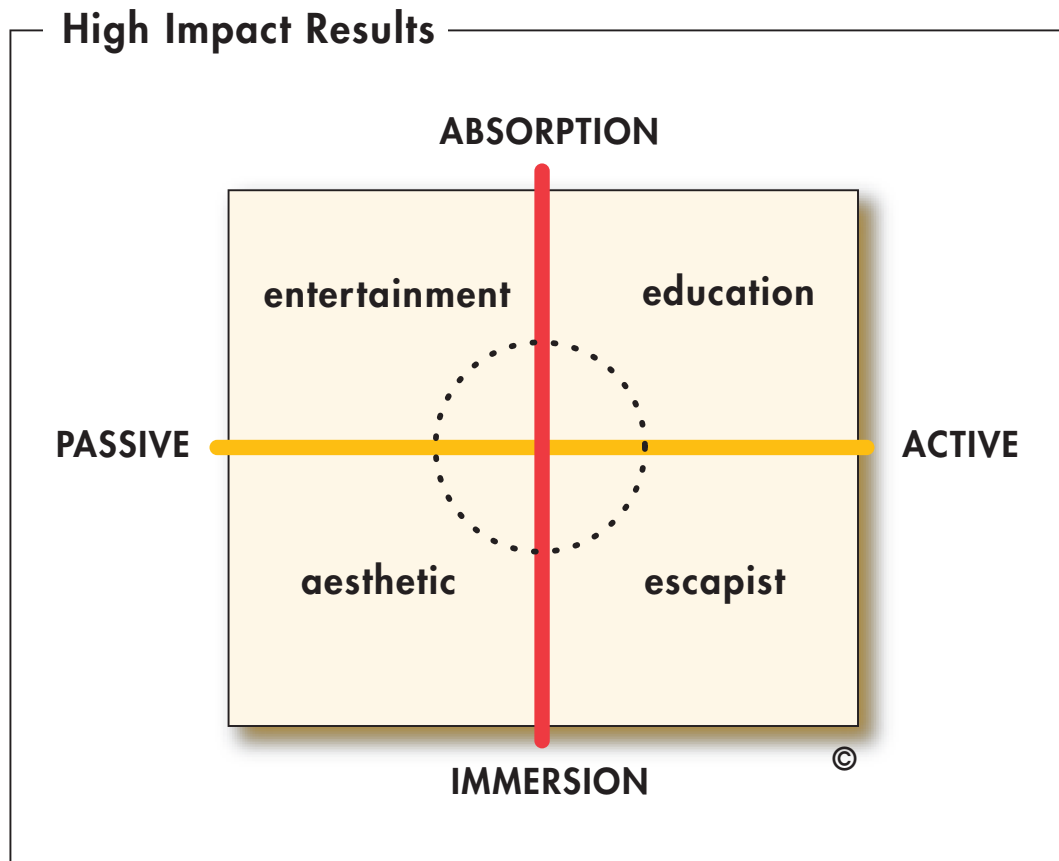 High Impact Results
ABSORPTION
entertainment education
PASSIVE ACTIVE
aesthetic escapist
©
IMMERSION